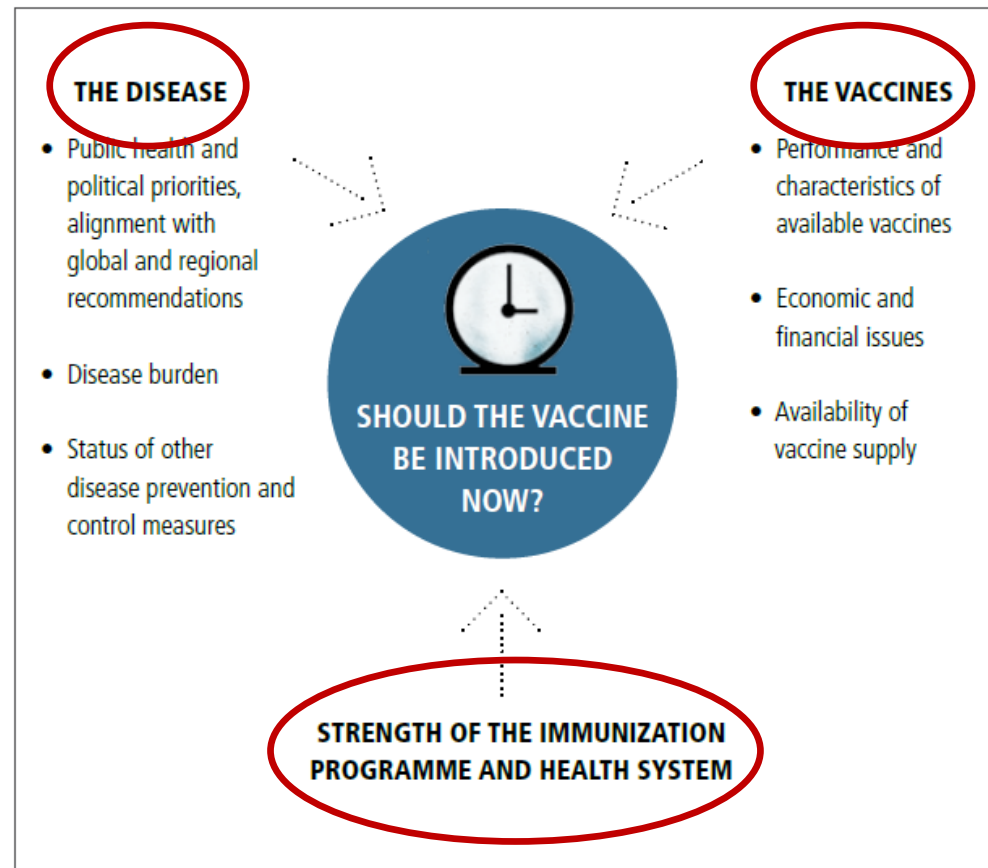 THE DISEASE
• Public health and
political priorities,
alignment with
global and regional
recommendations
• Disease burden
• Status of other
disease prevention and
control measures
THE VACCINES
• Performance and
characteristics of
available vaccines
• Economic and
financial issues
• Availability of
vaccine supply
SHOULD THE VACCINE
BE INTRODUCED
NOW?
STRENGTH OF THE IMMUNIZATION
PROGRAMME AND HEALTH SYSTEM